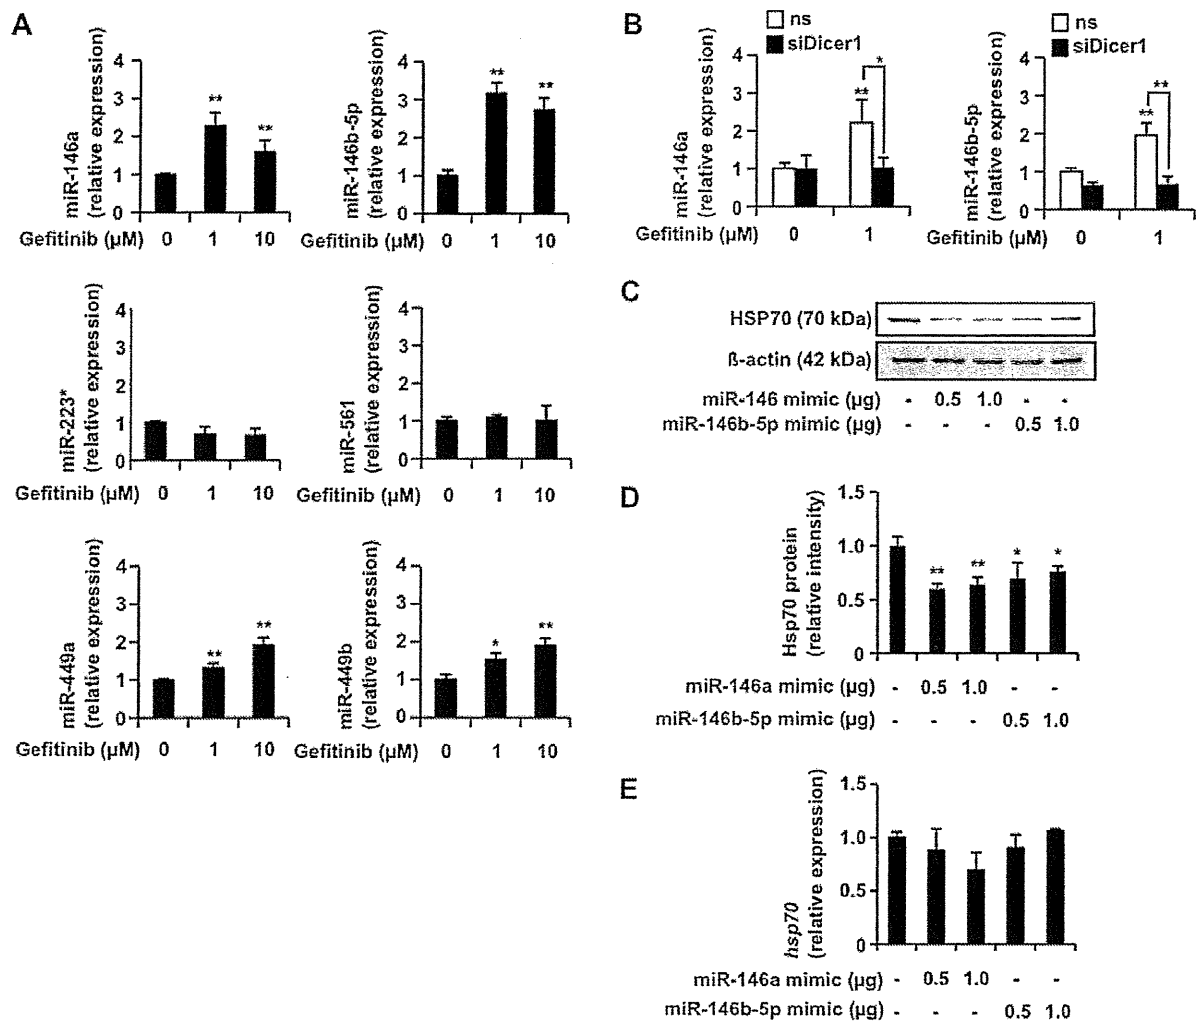 A
miR-146a
(relative expression)
4
3
2
1
0
**
**
Gefitinib (µM) 0 1 10
miR-146b-5p
(relative expression)
4
3
2
1
0
**
**
Gefitinib (µM) 0 1 10
miR-223*
(relative expression)
4
3
2
1
0
Gefitinib (µM) 0 1 10
miR-561
(relative expression)
4
3
2
1
0
Gefitinib (µM) 0 1 10
miR-449a
(relative expression)
4
3
2
1
0
**
**
Gefitinib (µM) 0 1 10
miR-449b
(relative expression)
4
3
2
1
0
*
**
Gefitinib (µM) 0 1 10
B
ns
siDicer1
miR-146a
(relative expression)
4
3
2
1
0
*
**
Gefitinib (µM) 0 1
ns
siDicer1
miR-146b-5p
(relative expression)
4
3
2
1
0
**
**
Gefitinib (µM) 0 1
C
HSP70 (70 kDa)
ß-actin (42 kDa)
miR-146 mimic (µg) - 0.5 1.0 - -
miR-146b-5p mimic (µg) - - - 0.5 1.0
D
Hsp70 protein
(relative intensity)
1.5
1.0
0.5
0
**
**
*
*
miR-146a mimic (µg) - 0.5 1.0 - -
miR-146b-5p mimic (µg) - - - 0.5 1.0
E
hsp70
(relative expression)
1.5
1.0
0.5
0
miR-146a mimic (µg) - 0.5 1.0 - -
miR-146b-5p mimic (µg) - - - 0.5 1.0